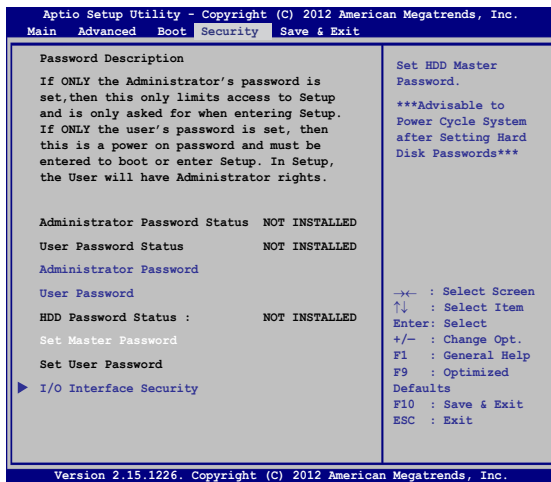 Aptio Setup Utility - Copyright (C) 2012 American Megatrends, Inc.
Main Advanced Boot Security Save & Exit
Password Description
If ONLY the Administrator's password is
set,then this only limits access to Setup
and is only asked for when entering Setup.
If ONLY the user's password is set, then
this is a power on password and must be
entered to boot or enter Setup. In Setup,
the User will have Administrator rights.
Administrator Password Status NOT INSTALLED
User Password Status NOT INSTALLED
Administrator Password
User Password
HDD Password Status : NOT INSTALLED
Set Master Password
Set User Password
I/O Interface Security
Set HDD Master
Password.
***Advisable to
Power Cycle System
after Setting Hard
Disk Passwords***
→← : Select Screen
↑↓ : Select Item
Enter: Select
+/— : Change Opt.
F1 : General Help
F9 : Optimized
Defaults
F10 : Save & Exit
ESC : Exit
Version 2.15.1226. Copyright (C) 2012 American Megatrends, Inc.